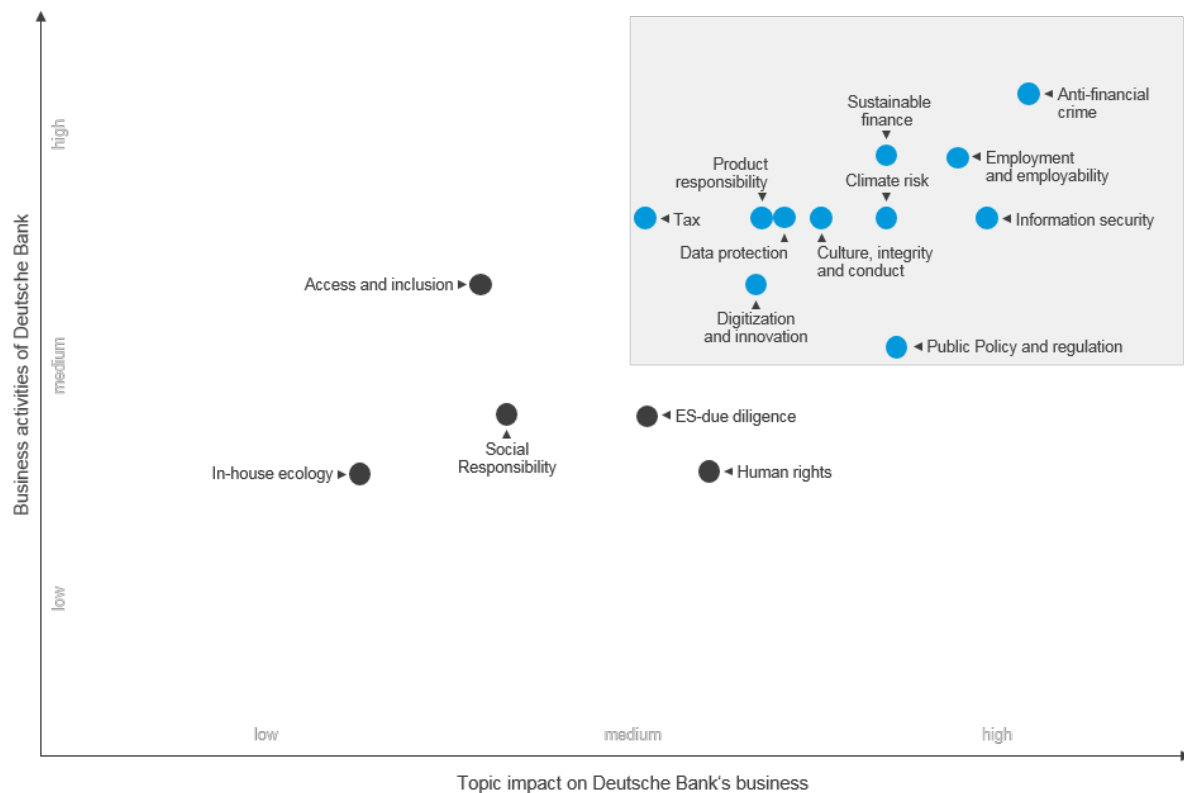 Business activities of Deutsche Bank
high
medium
low
Anti-financial
crime
Sustainable
finance
Employment
and employability
Product
responsibility
Climate risk
Tax
Information security
Data protection
Culture, integrity
and conduct
Access and inclusion
Digitization
and innovation
Public Policy and regulation
ES-due diligence
Social
Responsibility
In-house ecology
Human rights
low
medium
high
Topic impact on Deutsche Bank‘s business